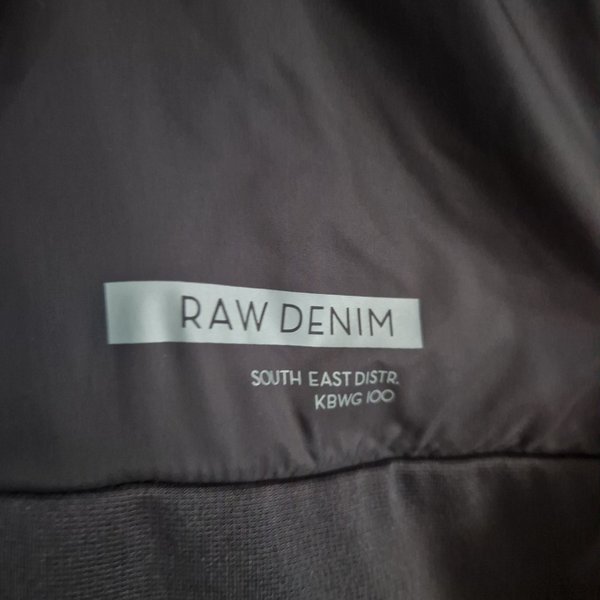 RAW DENIM
SOUTH EAST DISTR.
KBWG 100